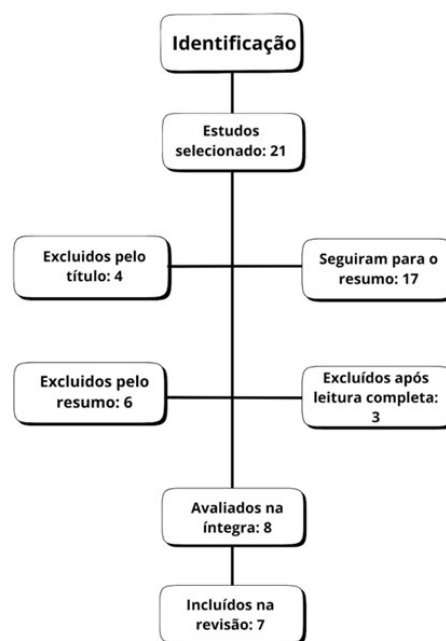 Identificação
Estudos
selecionado: 21
Excluidos pelo
título: 4
Seguiram para o
resumo: 17
Excluidos pelo
resumo: 6
Excluídos após
leitura completa:
3
Avaliados na
íntegra: 8
Incluídos na
revisão: 7